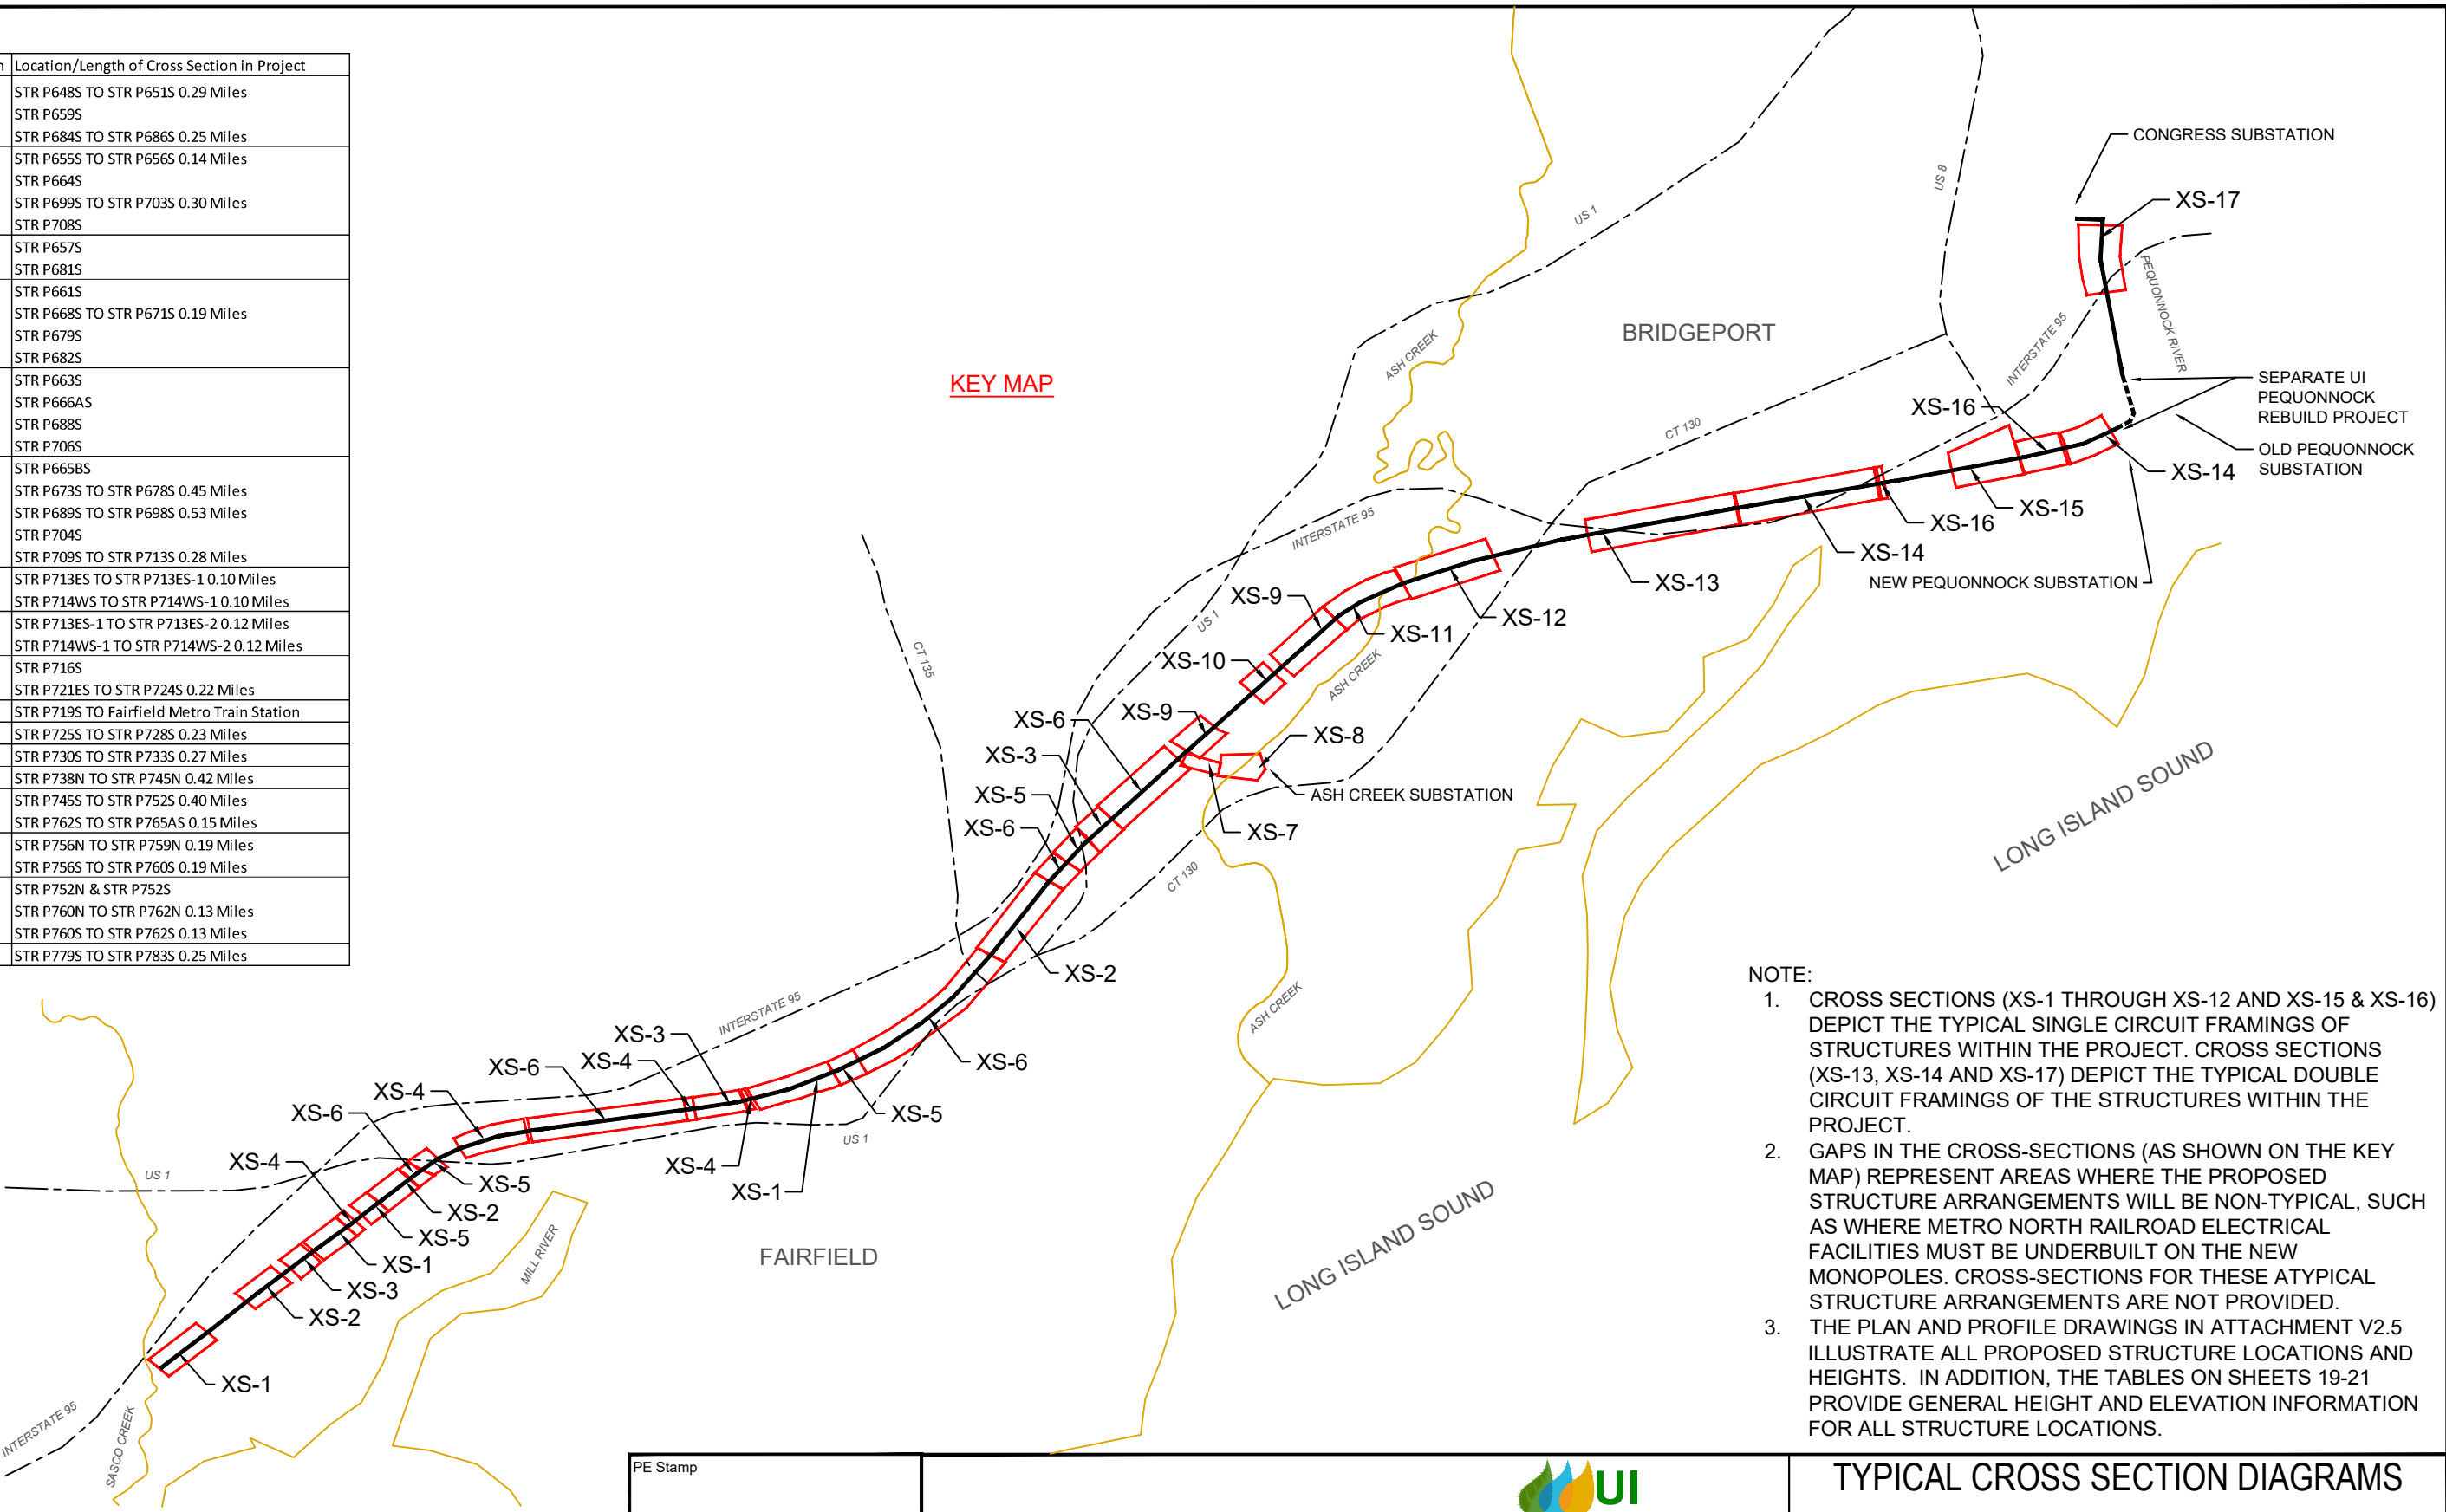 n Location/Length of Cross Section in Project
STR P648S TO STR P651S 0.29 Miles
STR P659S
STR P684S TO STR P686S 0.25 Miles
STR P655S TO STR P656S 0.14 Miles
STR P664S
STR P699S TO STR P703S 0.30 Miles
STR P708S
STR P657S
STR P681S
STR P661S
STR P668S TO STR P671S 0.19 Miles
STR P679S
STR P682S
STR P663S
STR P666AS
STR P688S
STR P706S
STR P665BS
STR P673S TO STR P678S 0.45 Miles
STR P689S TO STR P698S 0.53 Miles
STR P704S
STR P709S TO STR P713S 0.28 Miles
STR P713ES TO STR P713ES-1 0.10 Miles
STR P714WS TO STR P714WS-1 0.10 Miles
STR P713ES-1 TO STR P713ES-2 0.12 Miles
STR P714WS-1 TO STR P714WS-2 0.12 Miles
STR P716S
STR P721ES TO STR P724S 0.22 Miles
STR P719S TO Fairfield Metro Train Station
STR P725S TO STR P728S 0.23 Miles
STR P730S TO STR P733S 0.27 Miles
STR P738N TO STR P745N 0.42 Miles
STR P745S TO STR P752S 0.40 Miles
STR P762S TO STR P765AS 0.15 Miles
STR P756N TO STR P759N 0.19 Miles
STR P756S TO STR P760S 0.19 Miles
STR P752N & STR P752S
STR P760N TO STR P762N 0.13 Miles
STR P760S TO STR P762S 0.13 Miles
STR P779S TO STR P783S 0.25 Miles
KEY MAP
CONGRESS SUBSTATION
XS-17
US 8
US 1
PEQUONNOCK RIVER
BRIDGEPORT
ASH CREEK
INTERSTATE 95
SEPARATE UI
PEQUONNOCK
REBUILD PROJECT
XS-16
CT 130
OLD PEQUONNOCK
SUBSTATION
XS-14
XS-15
XS-16
INTERSTATE 95
XS-14
XS-13
NEW PEQUONNOCK SUBSTATION
XS-9
US 1
XS-12
XS-11
CT 135
XS-10
ASH CREEK
XS-9
XS-6
XS-8
XS-3
XS-5
ASH CREEK SUBSTATION
XS-6
XS-7
LONG ISLAND SOUND
CT 130
XS-2
INTERSTATE 95
ASH CREEK
XS-3
XS-6
XS-4
XS-6
XS-4
XS-6
XS-5
US 1
XS-4
US 1
XS-4
XS-5
XS-1
XS-2
XS-5
XS-1
MILL RIVER
FAIRFIELD
LONG ISLAND SOUND
XS-3
XS-2
XS-1
INTERSTATE 95
SASCO CREEK
NOTE:
1. CROSS SECTIONS (XS-1 THROUGH XS-12 AND XS-15 & XS-16)
DEPICT THE TYPICAL SINGLE CIRCUIT FRAMINGS OF
STRUCTURES WITHIN THE PROJECT. CROSS SECTIONS
(XS-13, XS-14 AND XS-17) DEPICT THE TYPICAL DOUBLE
CIRCUIT FRAMINGS OF THE STRUCTURES WITHIN THE
PROJECT.
2. GAPS IN THE CROSS-SECTIONS (AS SHOWN ON THE KEY
MAP) REPRESENT AREAS WHERE THE PROPOSED
STRUCTURE ARRANGEMENTS WILL BE NON-TYPICAL, SUCH
AS WHERE METRO NORTH RAILROAD ELECTRICAL
FACILITIES MUST BE UNDERBUILT ON THE NEW
MONOPOLES. CROSS-SECTIONS FOR THESE ATYPICAL
STRUCTURE ARRANGEMENTS ARE NOT PROVIDED.
3. THE PLAN AND PROFILE DRAWINGS IN ATTACHMENT V2.5
ILLUSTRATE ALL PROPOSED STRUCTURE LOCATIONS AND
HEIGHTS. IN ADDITION, THE TABLES ON SHEETS 19-21
PROVIDE GENERAL HEIGHT AND ELEVATION INFORMATION
FOR ALL STRUCTURE LOCATIONS.
PE Stamp
UI
TYPICAL CROSS SECTION DIAGRAMS